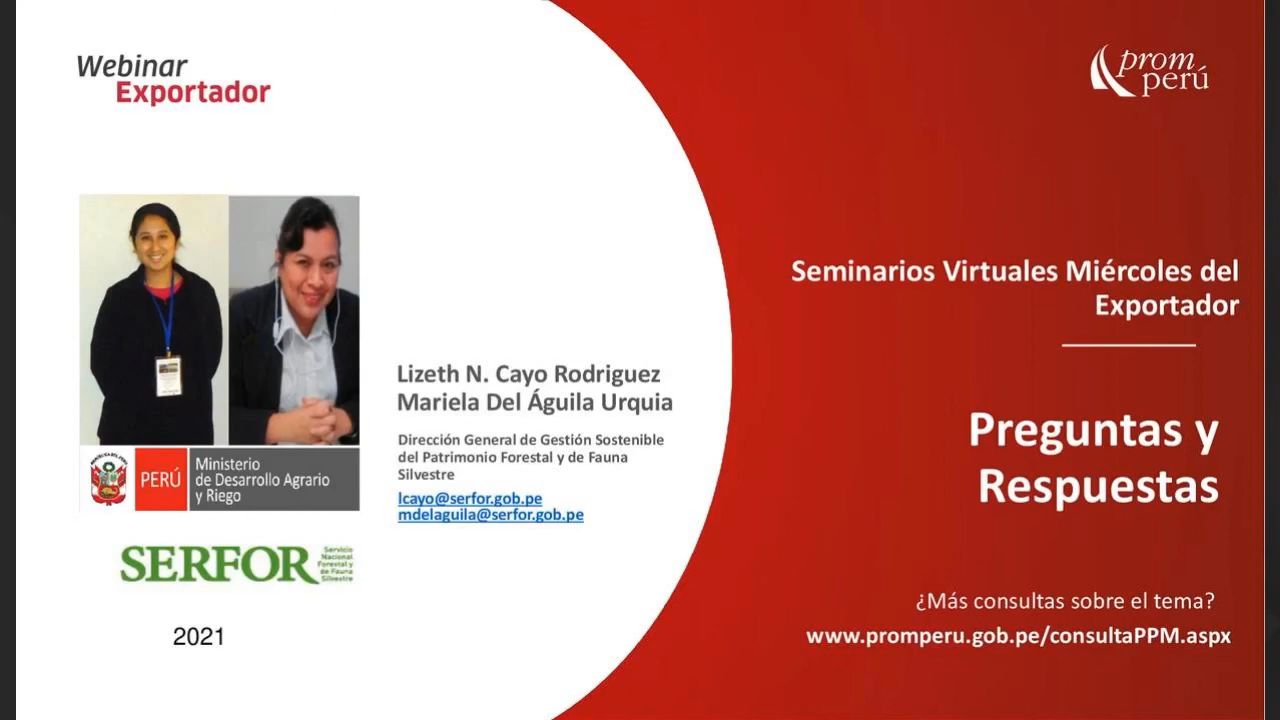 Webinar
Exportador
prom
perú
Seminarios Virtuales Miércoles del
Exportador
Lizeth N. Cayo Rodriguez
Mariela Del Águila Urquia
Dirección General de Gestión Sostenible
del Patrimonio Forestal y de Fauna
Silvestre
lcayo@serfor.gob.pe
mdelaguila@serfor.gob.pe
PERÚ
Ministerio
de Desarrollo Agrario
y Riego
SERFOR
Servicio
Nacional
Forestal y
de Fauna
Silvestre
2021
Preguntas y
Respuestas
¿Más consultas sobre el tema?
www.promperu.gob.pe/consultaPPM.aspx